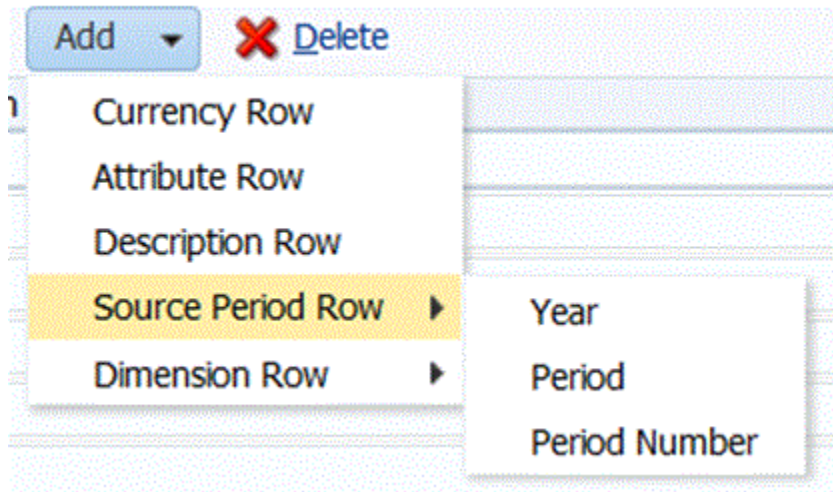 Add Delete
Currency Row
Attribute Row
Description Row
Source Period Row
Dimension Row
Year
Period
Period Number